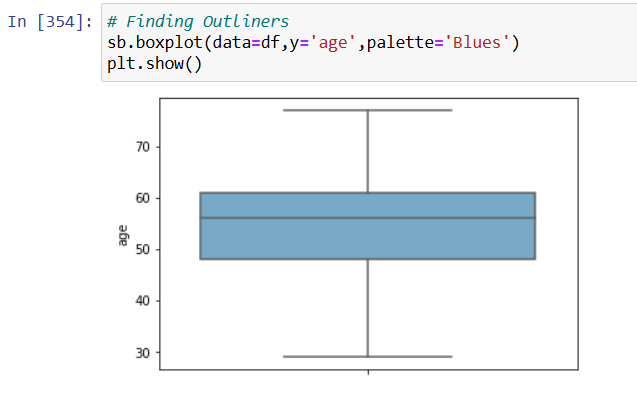 In [354]: # Finding Outliners
sb.boxplot(data=df,y='age',palette='Blues')
plt.show()
70
60
age
50
40
30